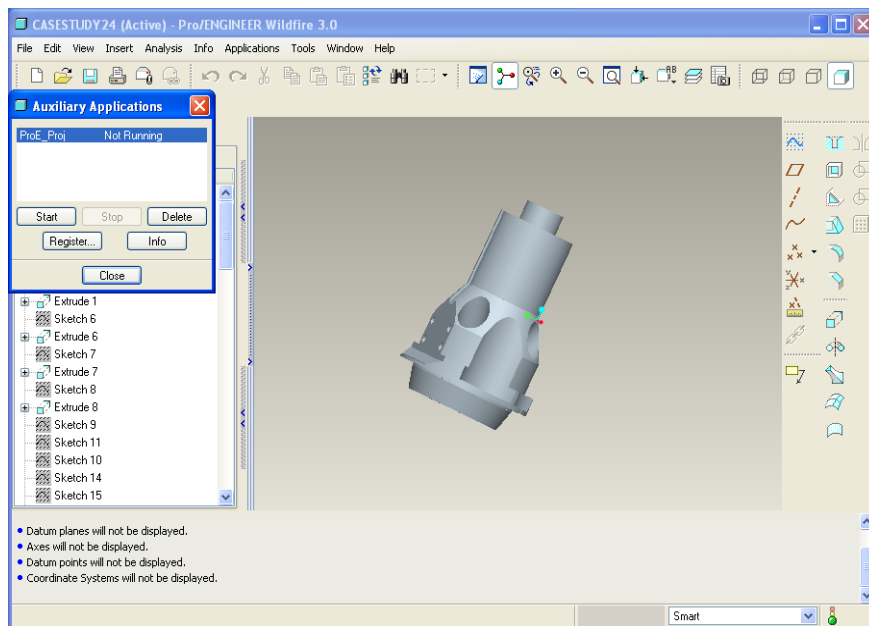 CASESTUDY24 (Active) - Pro/ENGINEER Wildfire 3.0
File Edit View Insert Analysis Info Applications Tools Window Help
Auxiliary Applications
ProE_Proj Not Running
Start Stop Delete
Register... Info
Close
Extrude 1
Sketch 6
Extrude 6
Sketch 7
Extrude 7
Sketch 8
Extrude 8
Sketch 9
Sketch 11
Sketch 10
Sketch 14
Sketch 15
• Datum planes will not be displayed.
• Axes will not be displayed.
• Datum points will not be displayed.
• Coordinate Systems will not be displayed.
Smart